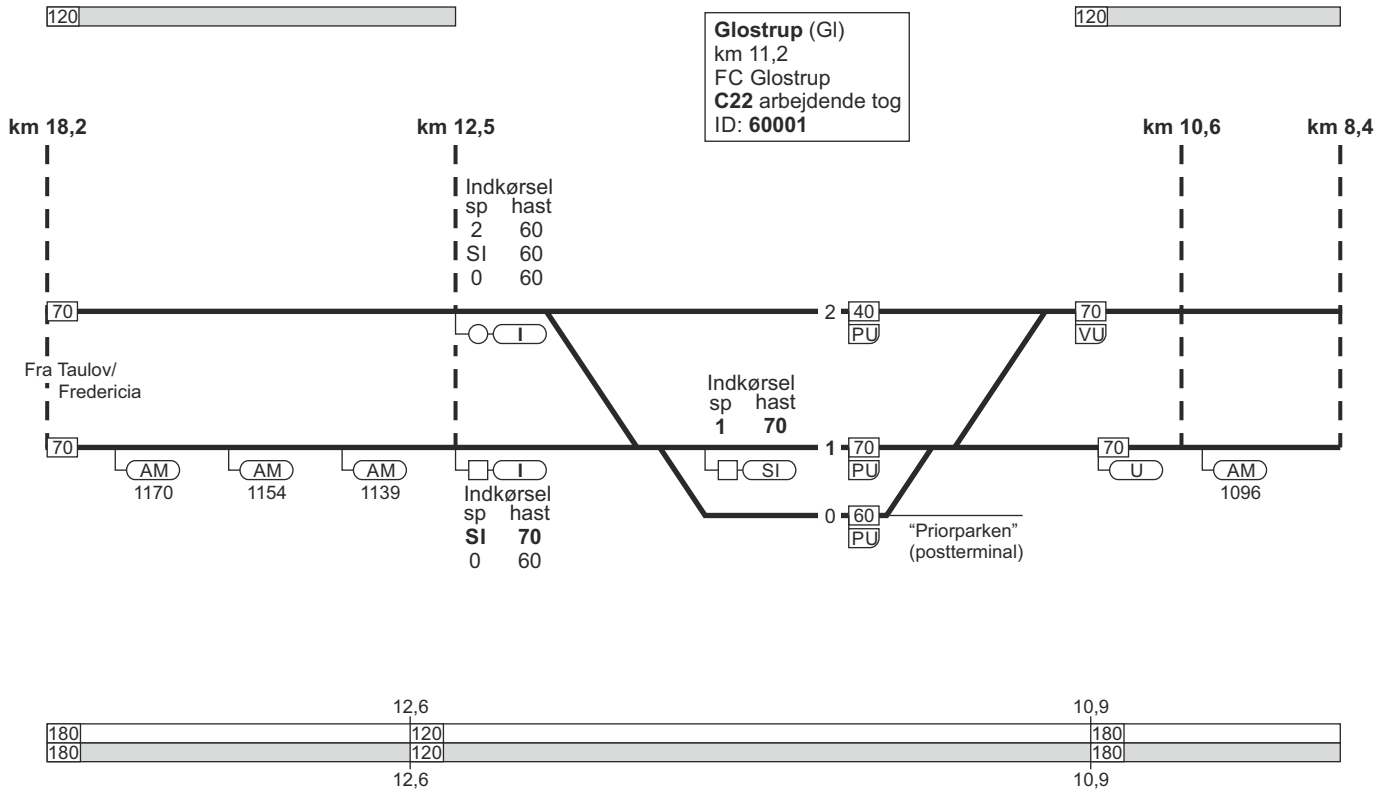 120
120
Glostrup (Gl)
km 11,2
FC Glostrup
C22 arbejdende tog
ID: 60001
km 18,2
km 12,5
km 10,6
km 8,4
Indkørsel
sp hast
2 60
SI 60
0 60
70
2
40
70
I
PU
VU
Fra Taulov/
Fredericia
Indkørsel
sp hast
1 70
70
1
70
70
AM
AM
AM
I
SI
PU
U
AM
1170
1154
1139
1096
Indkørsel
sp hast
SI 70
0 60
0
60
PU
"Priorparken"
(postterminal)
12,6
10,9
180
120
180
180
120
180
12,6
10,9